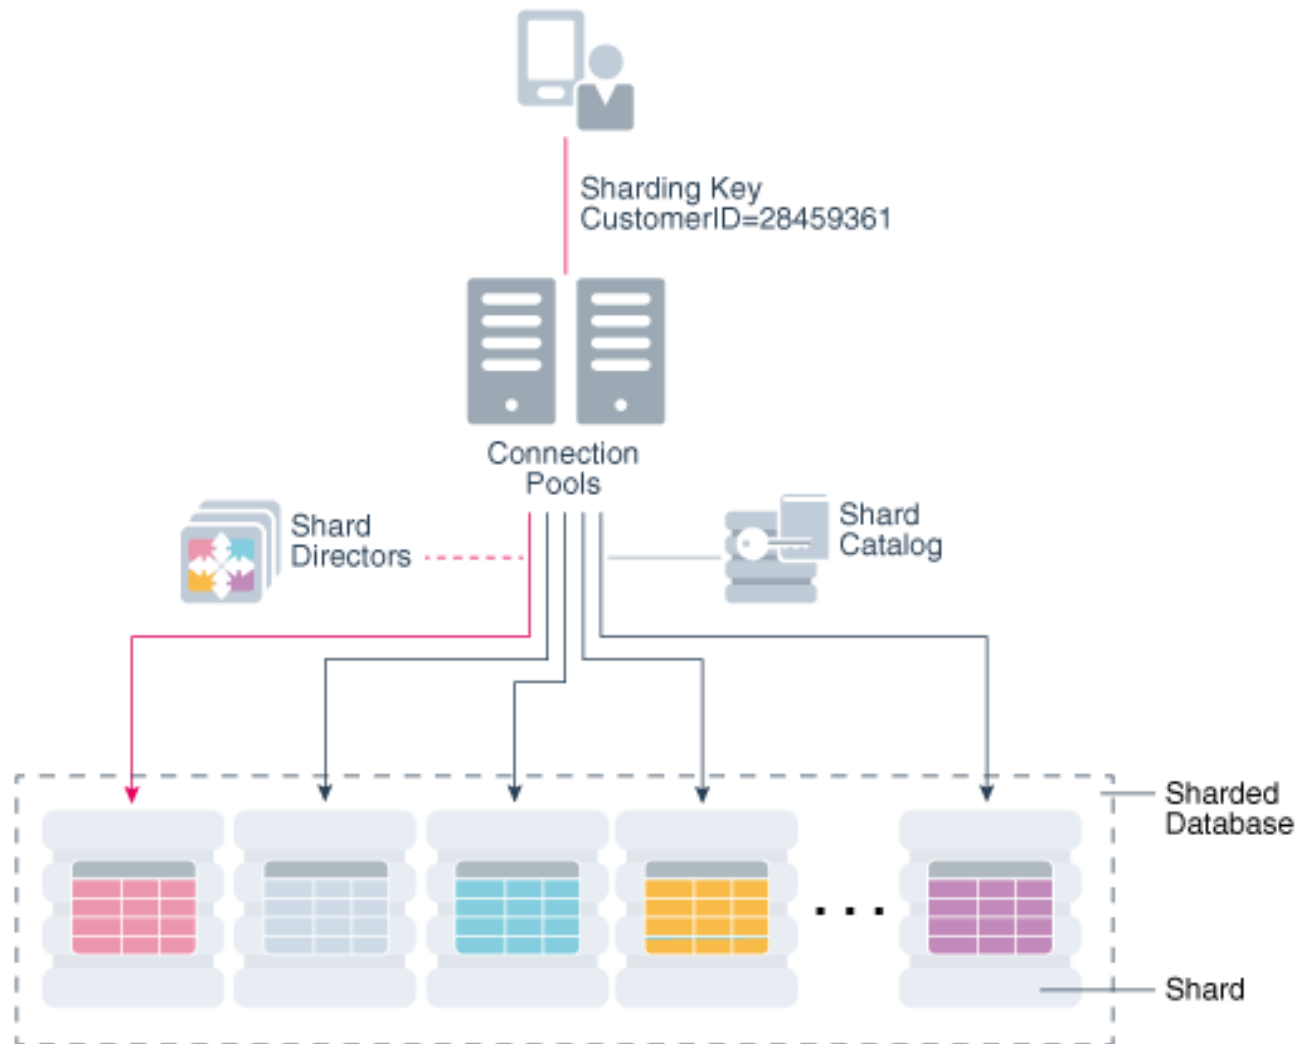 Sharding Key
CustomerID=28459361
Connection
Pools
Shard
Directors
Shard
Catalog
Sharded
Database
. . .
Shard